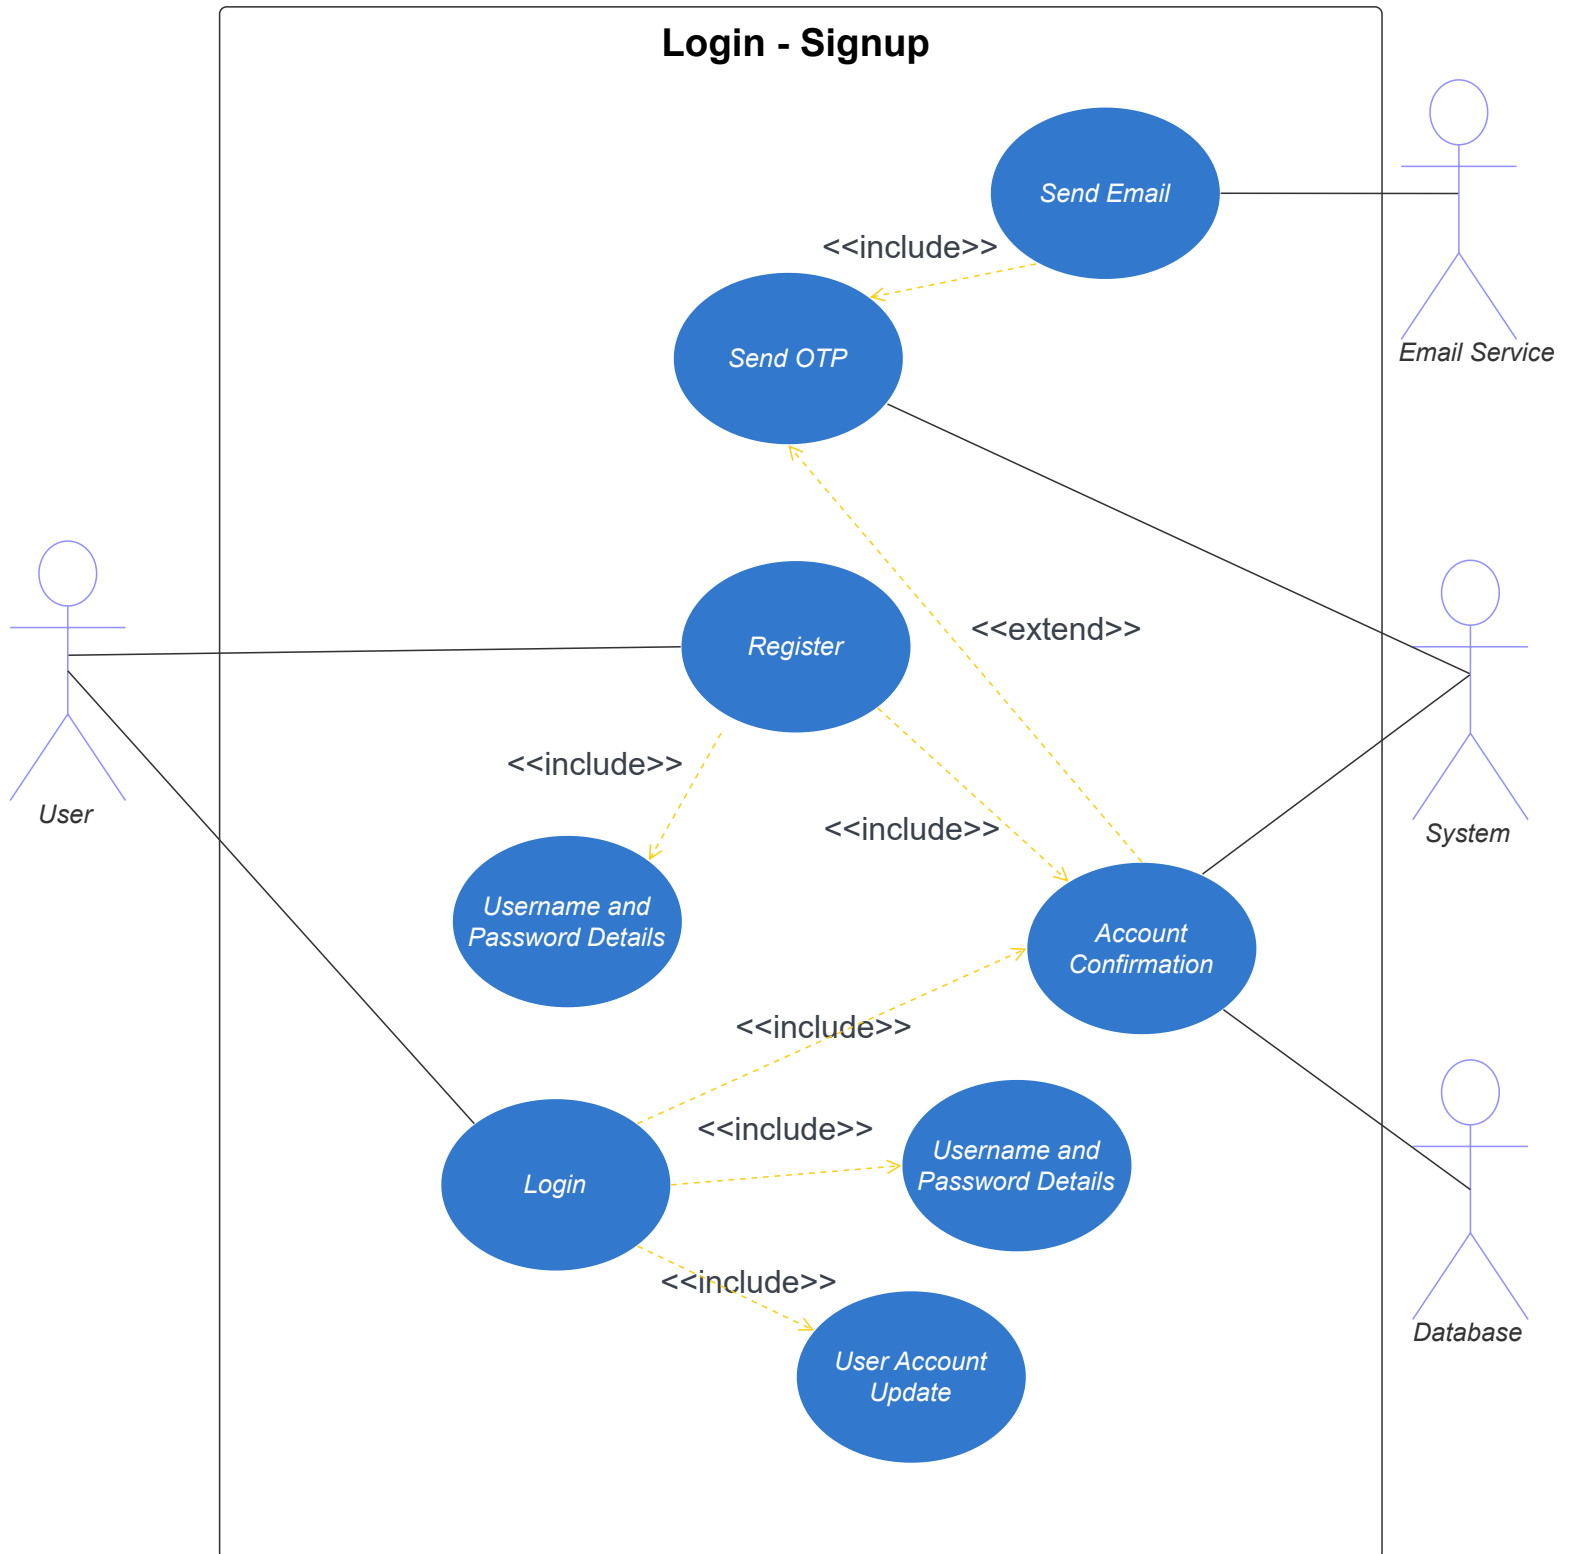 Login - Signup
Send Email
<<include>>
Send OTP
Email Service
<<extend>>
Register
<<include>>
User
<<include>>
System
Username and
Password Details
Account
Confirmation
<<include>>
<<include>>
Username and
Password Details
Login
<<include>>
Database
User Account
Update